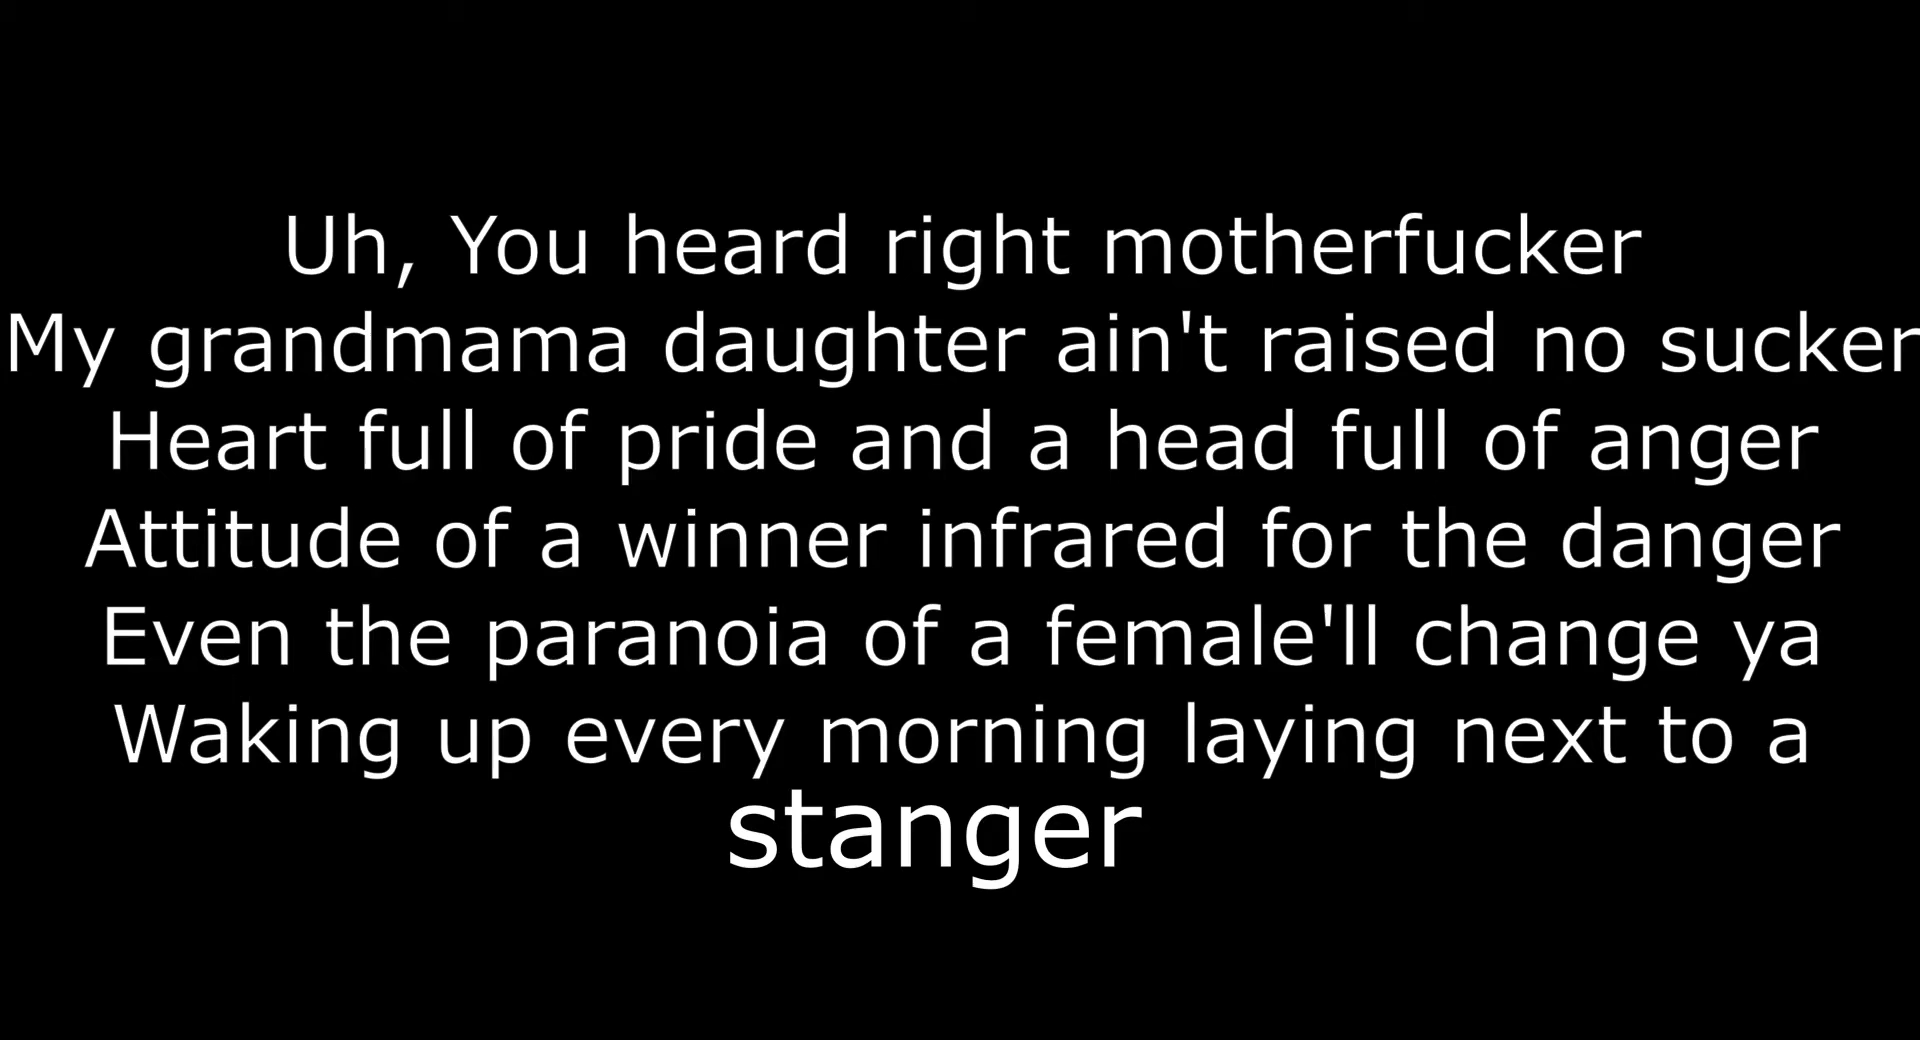 Uh, You heard right motherfucker
My grandmama daughter ain't raised no sucker
Heart full of pride and a head full of anger
Attitude of a winner infrared for the danger
Even the paranoia of a female'll change ya
Waking up every morning laying next to a
stanger